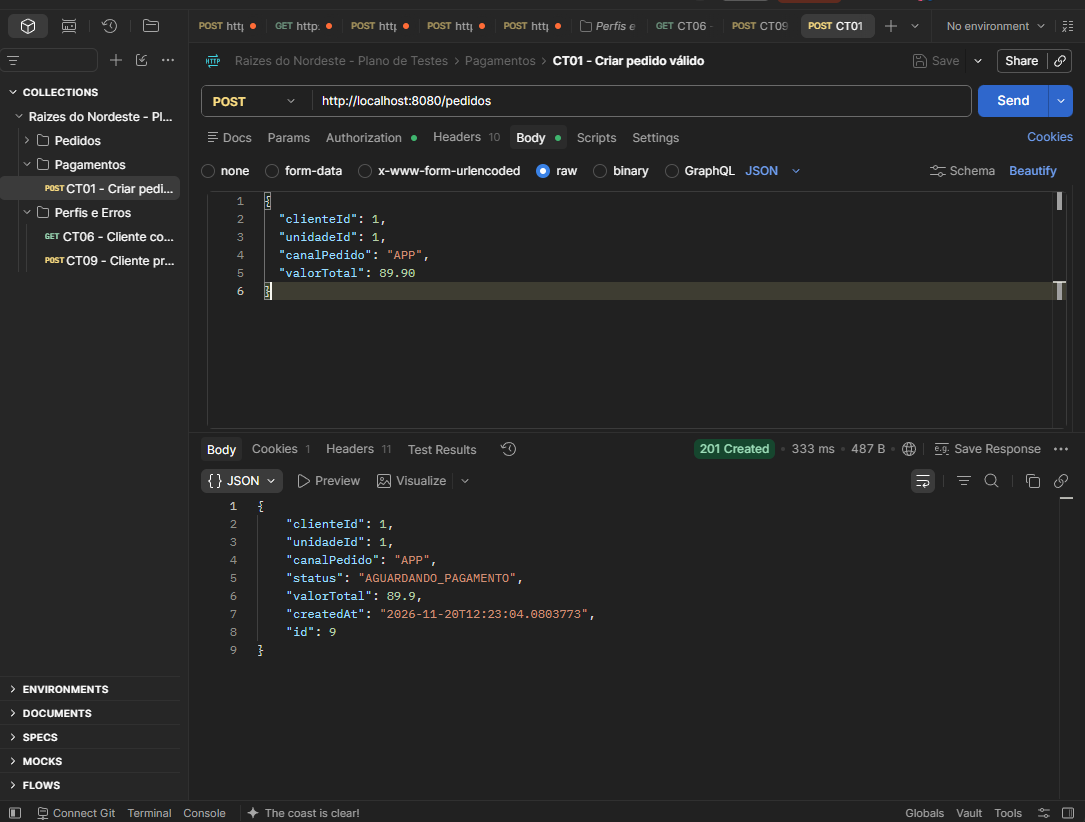 POST http GET http: POST http POST http POST http Perfis e GET CT06 POST CT09 POST CT01 No environment
Raizes do Nordeste - Plano de Testes > Pagamentos > CT01 - Criar pedido válido Save Share
COLLECTIONS
Raizes do Nordeste - Pl...
Pedidos
Pagamentos
POST CT01 - Criar pedi...
Perfis e Erros
GET CT06 - Cliente co...
POST CT09 - Cliente pr...
POST http://localhost:8080/pedidos Send
Docs Params Authorization Headers 10 Body Scripts Settings Cookies
none form-data x-www-form-urlencoded raw binary GraphQL JSON Schema Beautify
1 {
2 "clienteId": 1,
3 "unidadeId": 1,
4 "canalPedido": "APP",
5 "valorTotal": 89.90
6 }
Body Cookies 1 Headers 11 Test Results 201 Created • 333 ms • 487 B e.g. Save Response
{} JSON Preview Visualize
1 {
2 "clienteId": 1,
3 "unidadeId": 1,
4 "canalPedido": "APP",
5 "status": "AGUARDANDO_PAGAMENTO",
6 "valorTotal": 89.9,
7 "createdAt": "2026-11-20T12:23:04.0803773",
8 "id": 9
9 }
ENVIRONMENTS
DOCUMENTS
SPECS
MOCKS
FLOWS
Connect Git Terminal Console The coast is clear! Globals Vault Tools